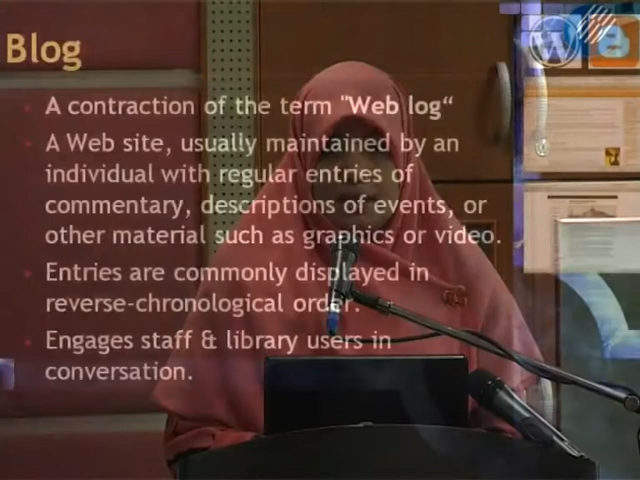 Blog
A contraction of the term "Web log“
A Web site, usually maintained by an
individual with regular entries of
commentary, descriptions of events, or
other material such as graphics or video.
Entries are commonly displayed in
reverse-chronological order.
Engages staff & library users in
conversation.